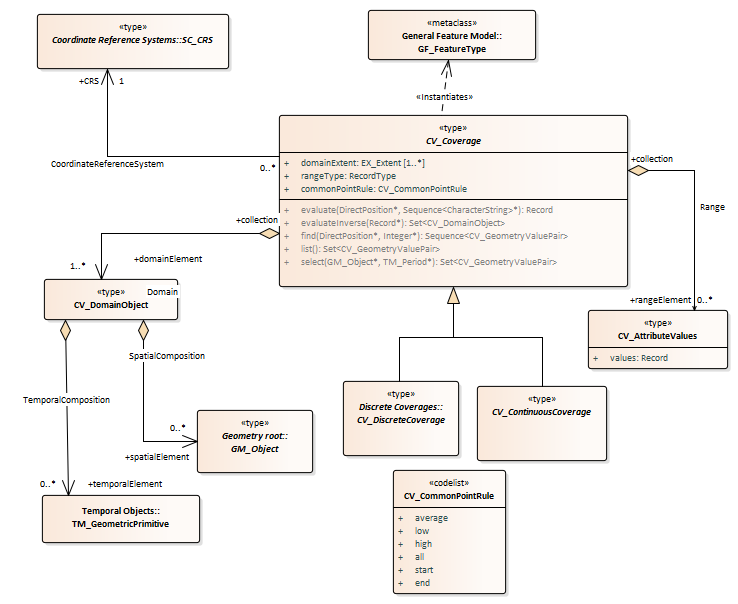 «type»
Coordinate Reference Systems::SC_CRS
«metaclass»
General Feature Model::
GF_FeatureType
+CRS
1
«Instantiates»
CoordinateReferenceSystem
0..*
«type»
CV_Coverage
+ domainExtent: EX_Extent [1..*]
+ rangeType: RecordType
+ commonPointRule: CV_CommonPointRule
+ evaluate(DirectPosition*, Sequence<CharacterString>*): Record
+ evaluateInverse(Record*): Set<CV_DomainObject>
+ find(DirectPosition*, Integer*): Sequence<CV_GeometryValuePair>
+ list(): Set<CV_GeometryValuePair>
+ select(GM_Object*, TM_Period*): Set<CV_GeometryValuePair>
+collection
Range
+collection
+domainElement
1..*
Domain
«type»
CV_DomainObject
+rangeElement
0..*
«type»
CV_AttributeValues
+ values: Record
SpatialComposition
TemporalComposition
«type»
Discrete Coverages::
CV_DiscreteCoverage
«type»
CV_ContinuousCoverage
0..*
+spatialElement
«type»
Geometry root::
GM_Object
0..*
+temporalElement
Temporal Objects::
TM_GeometricPrimitive
«codelist»
CV_CommonPointRule
+ average
+ low
+ high
+ all
+ start
+ end